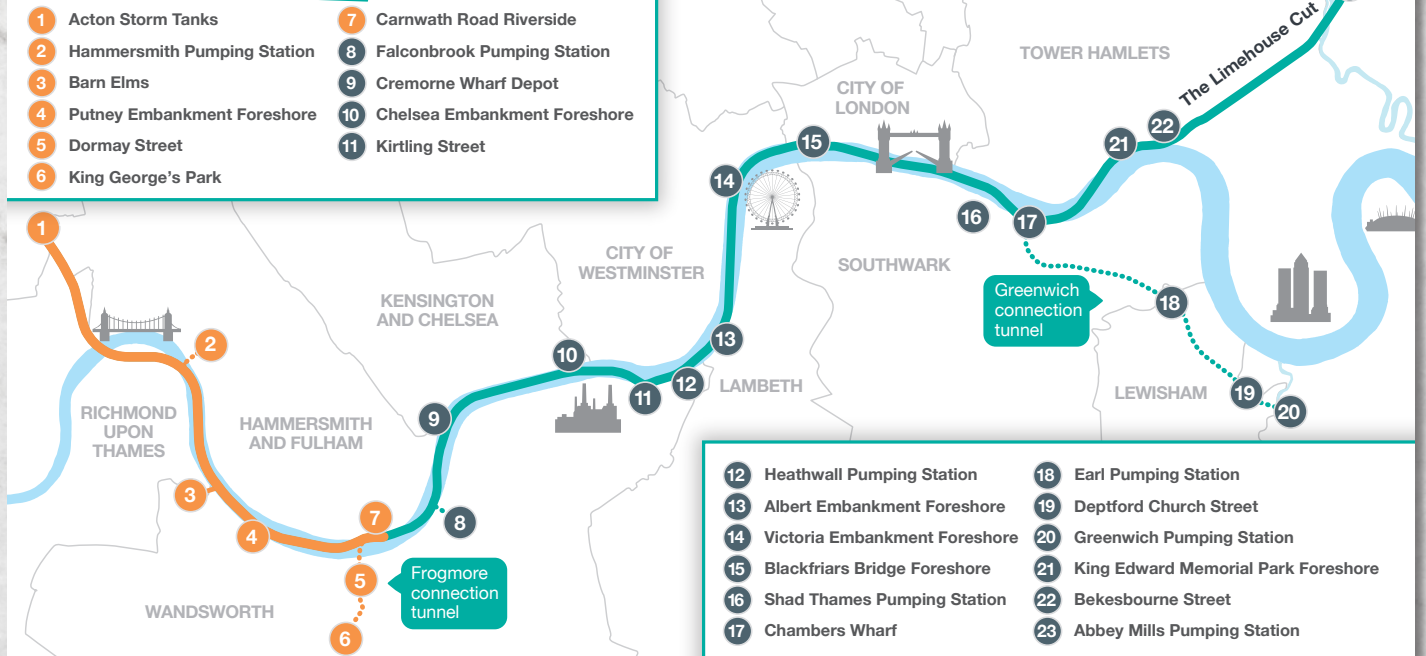 1 Acton Storm Tanks
2 Hammersmith Pumping Station
3 Barn Elms
4 Putney Embankment Foreshore
5 Dormay Street
6 King George's Park
7 Carnwath Road Riverside
8 Falconbrook Pumping Station
9 Cremorne Wharf Depot
10 Chelsea Embankment Foreshore
11 Kirtling Street
TOWER HAMLETS
The Limehouse Cut
CITY OF
LONDON
22
21
15
14
16
17
1
CITY OF
WESTMINSTER
SOUTHWARK
KENSINGTON
AND CHELSEA
Greenwich
connection
tunnel
18
2
13
10
12
11
LAMBETH
LEWISHAM
19
20
RICHMOND
UPON
THAMES
HAMMERSMITH
AND FULHAM
9
3
4
7
8
5
Frogmore
connection
tunnel
WANDSWORTH
6
12 Heathwall Pumping Station
13 Albert Embankment Foreshore
14 Victoria Embankment Foreshore
15 Blackfriars Bridge Foreshore
16 Shad Thames Pumping Station
17 Chambers Wharf
18 Earl Pumping Station
19 Deptford Church Street
20 Greenwich Pumping Station
21 King Edward Memorial Park Foreshore
22 Bekesbourne Street
23 Abbey Mills Pumping Station